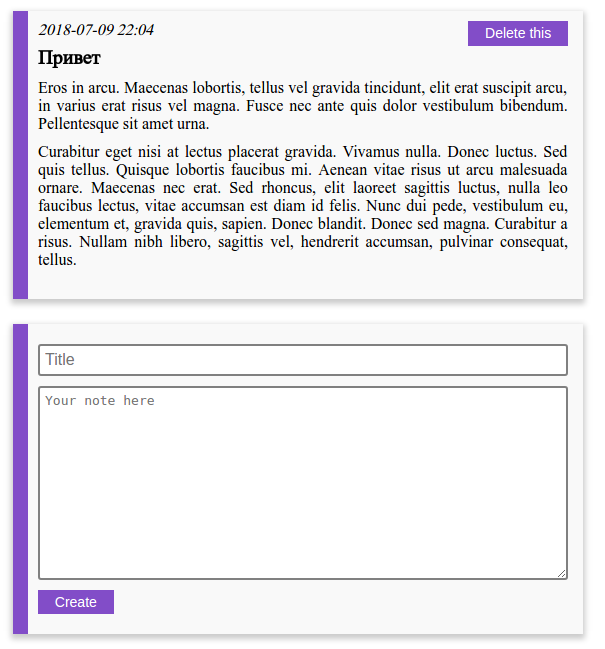 2018-07-09 22:04
Delete this
Привет
Eros in arcu. Maecenas lobortis, tellus vel gravida tincidunt, elit erat suscipit arcu,
in varius erat risus vel magna. Fusce nec ante quis dolor vestibulum bibendum.
Pellentesque sit amet urna.
Curabitur eget nisi at lectus placerat gravida. Vivamus nulla. Donec luctus. Sed
quis tellus. Quisque lobortis faucibus mi. Aenean vitae risus ut arcu malesuada
ornare. Maecenas nec erat. Sed rhoncus, elit laoreet sagittis luctus, nulla leo
faucibus lectus, vitae accumsan est diam id felis. Nunc dui pede, vestibulum eu,
elementum et, gravida quis, sapien. Donec blandit. Donec sed magna. Curabitur a
risus. Nullam nibh libero, sagittis vel, hendrerit accumsan, pulvinar consequat,
tellus.
Title
Your note here
Create